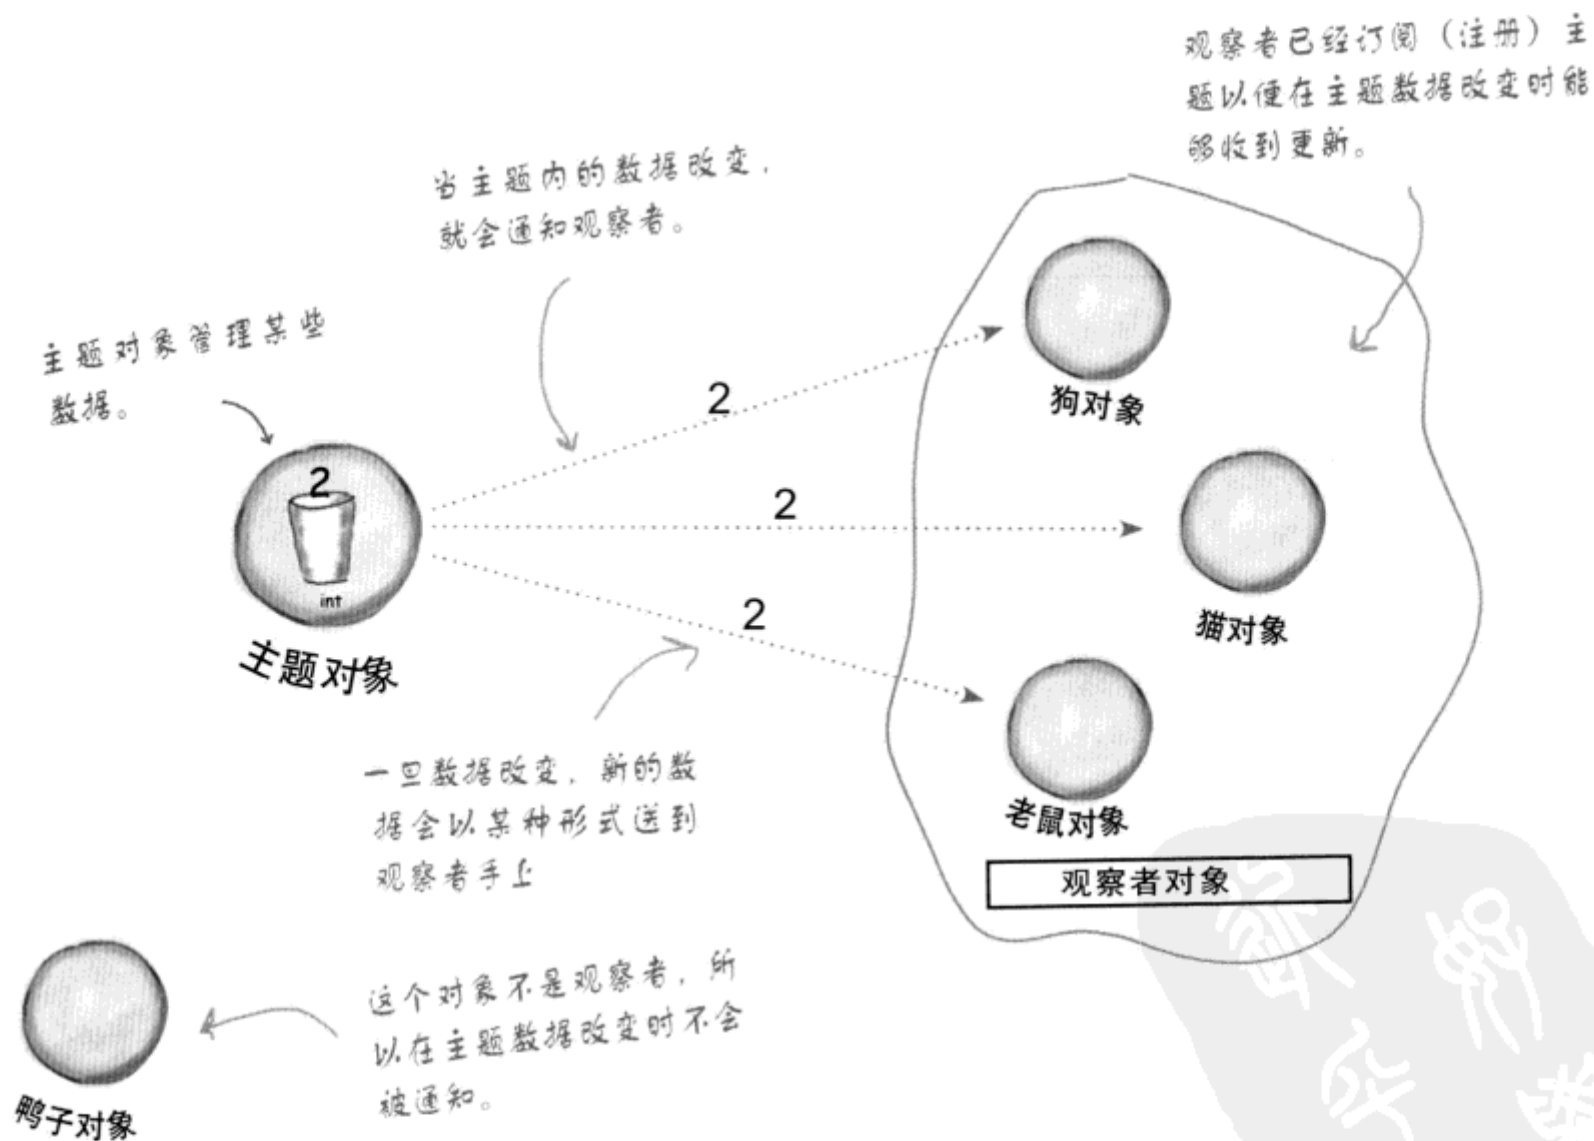 观察者已经订阅（注册）主
题以便在主题数据改变时能
够收到更新。
当主题内的数据改变，
就会通知观察者。
主题对象管理某些
数据。
2
int
主题对象
2
2
2
狗对象
猫对象
老鼠对象
观察者对象
一旦数据改变，新的数
据会以某种形式送到
观察者手上
这个对象不是观察者，所
以在主题数据改变时不会
被通知。
鸭子对象